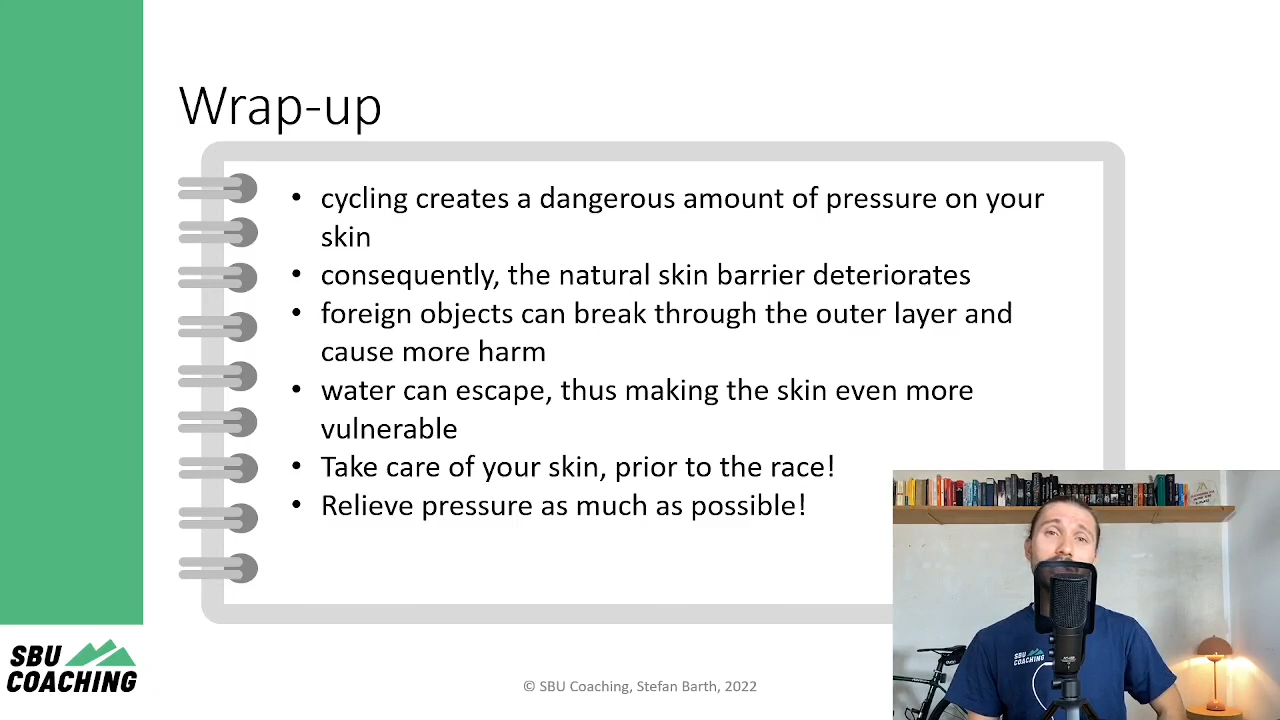 Wrap-up
• cycling creates a dangerous amount of pressure on your
skin
• consequently, the natural skin barrier deteriorates
• foreign objects can break through the outer layer and
cause more harm
• water can escape, thus making the skin even more
vulnerable
• Take care of your skin, prior to the race!
• Relieve pressure as much as possible!
SBU
COACHING
© SBU Coaching, Stefan Barth, 2022
SBU
COACHING